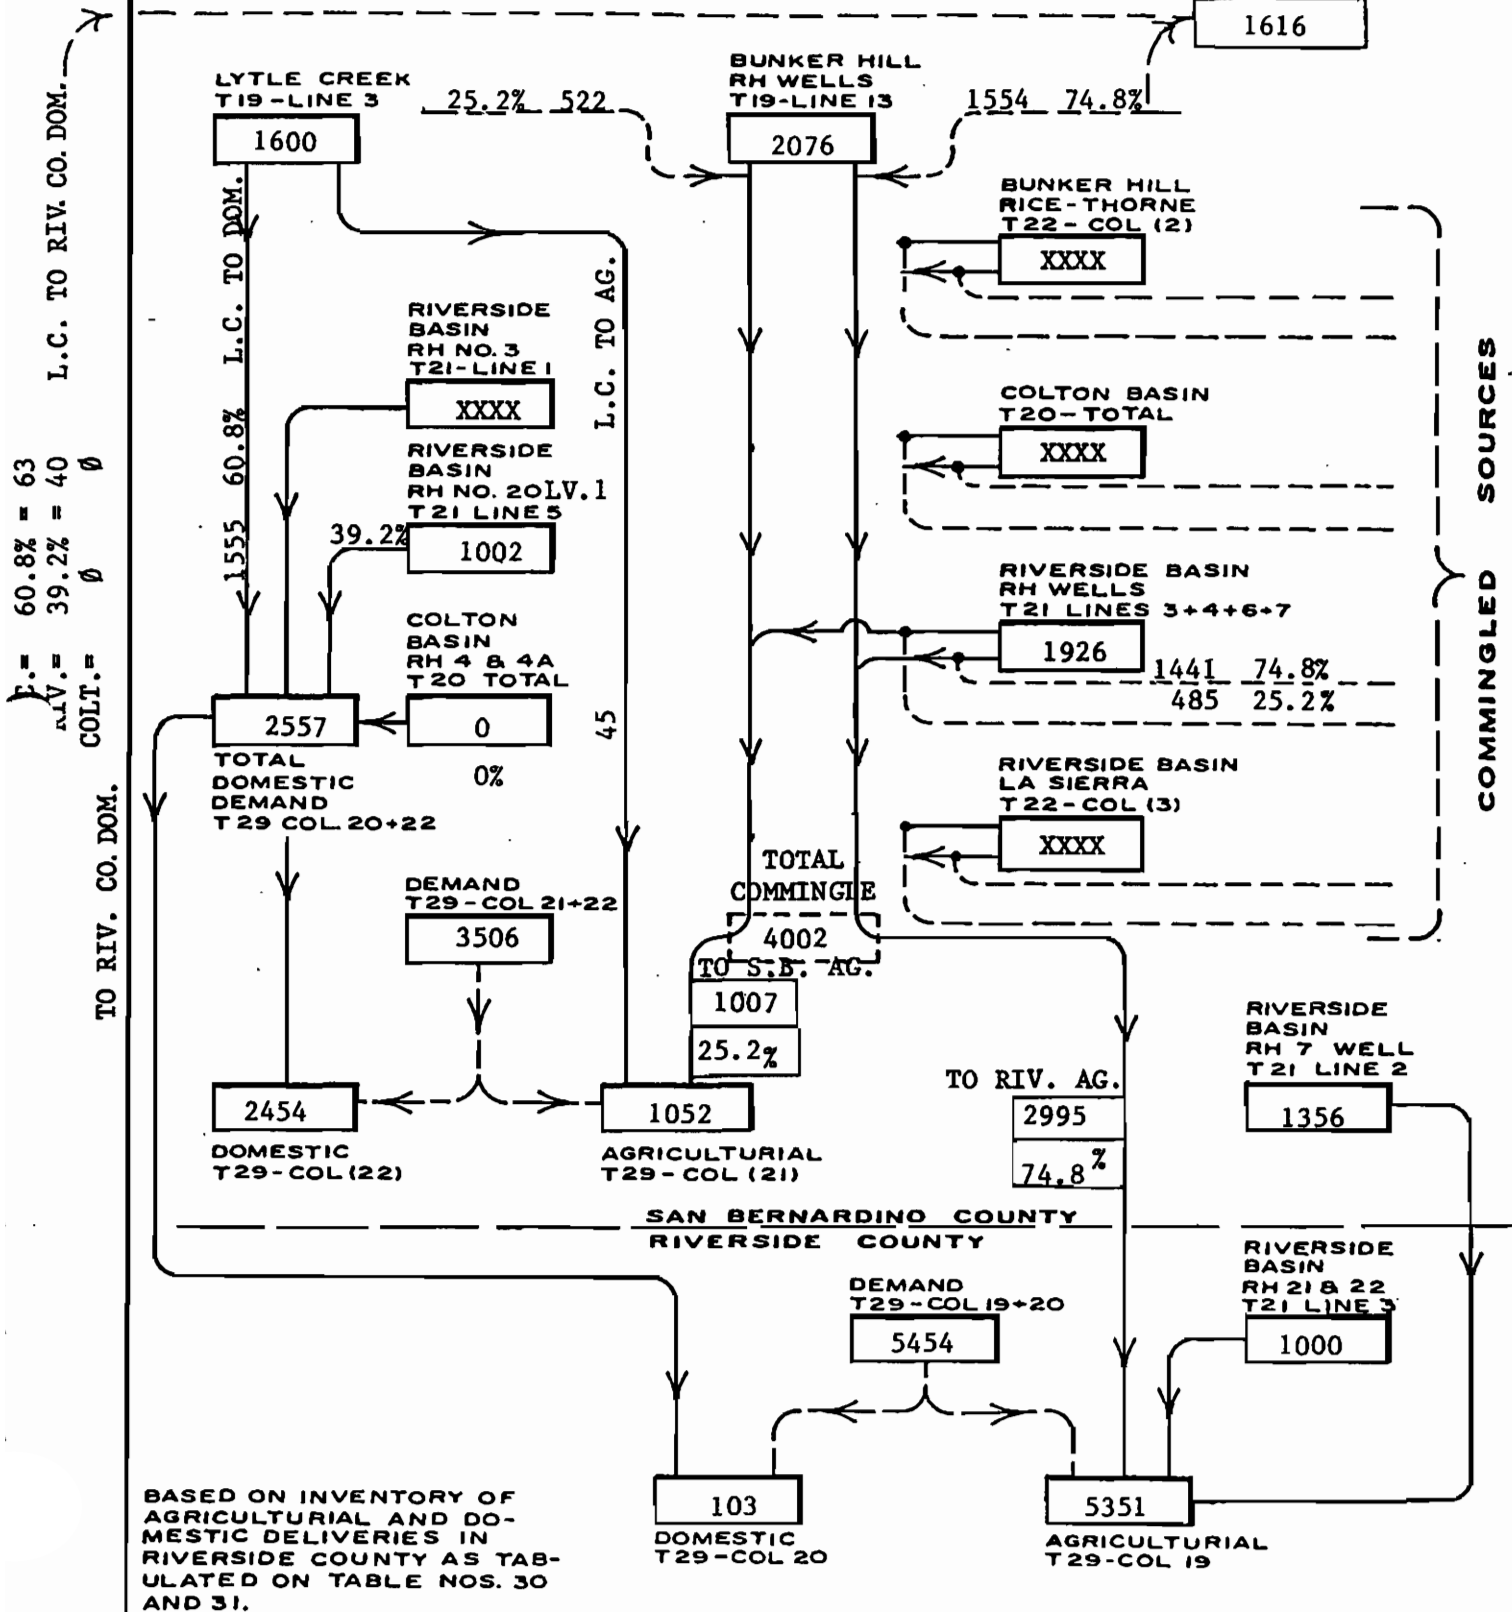 1616
LYTLE CREEK
T19-LINE 3
1600
25.2% 522
BUNKER HILL
RH WELLS
T19-LINE 13
2076
1554 74.8%
L.C. TO RIV. CO. DOM.
60.8% = 63
39.2% = 40
COLT.= Ø Ø
1555 60.8% L.C. TO DOM.
L.C. TO AG.
45
BUNKER HILL
RICE-THORNE
T22-COL (2)
XXXX
RIVERSIDE
BASIN
RH NO. 3
T21-LINE 1
XXXX
RIVERSIDE
BASIN
RH NO. 20LV.1
T21 LINE 5
39.2%
1002
COLTON BASIN
T20-TOTAL
XXXX
COMMINGLED SOURCES
COLTON
BASIN
RH 4 & 4A
T20 TOTAL
0
0%
RIVERSIDE BASIN
RH WELLS
T21 LINES 3+4+6+7
1926
1441 74.8%
485 25.2%
2557
TOTAL
DOMESTIC
DEMAND
T29 COL. 20+22
RIVERSIDE BASIN
LA SIERRA
T22-COL (3)
XXXX
TO RIV. CO. DOM.
DEMAND
T29-COL 21+22
3506
TOTAL
COMMINGLE
4002
TO S.B. AG.
1007
25.2%
2454
DOMESTIC
T29-COL (22)
1052
AGRICULTURIAL
T29-COL (21)
TO RIV. AG.
2995
74.8%
RIVERSIDE
BASIN
RH 7 WELL
T21 LINE 2
1356
SAN BERNARDINO COUNTY
RIVERSIDE COUNTY
RIVERSIDE
BASIN
RH 21 & 22
T21 LINE 3
1000
DEMAND
T29-COL 19+20
5454
103
DOMESTIC
T29-COL 20
5351
AGRICULTURIAL
T29-COL 19
BASED ON INVENTORY OF
AGRICULTURIAL AND DO-
MESTIC DELIVERIES IN
RIVERSIDE COUNTY AS TAB-
ULATED ON TABLE NOS. 30
AND 31.